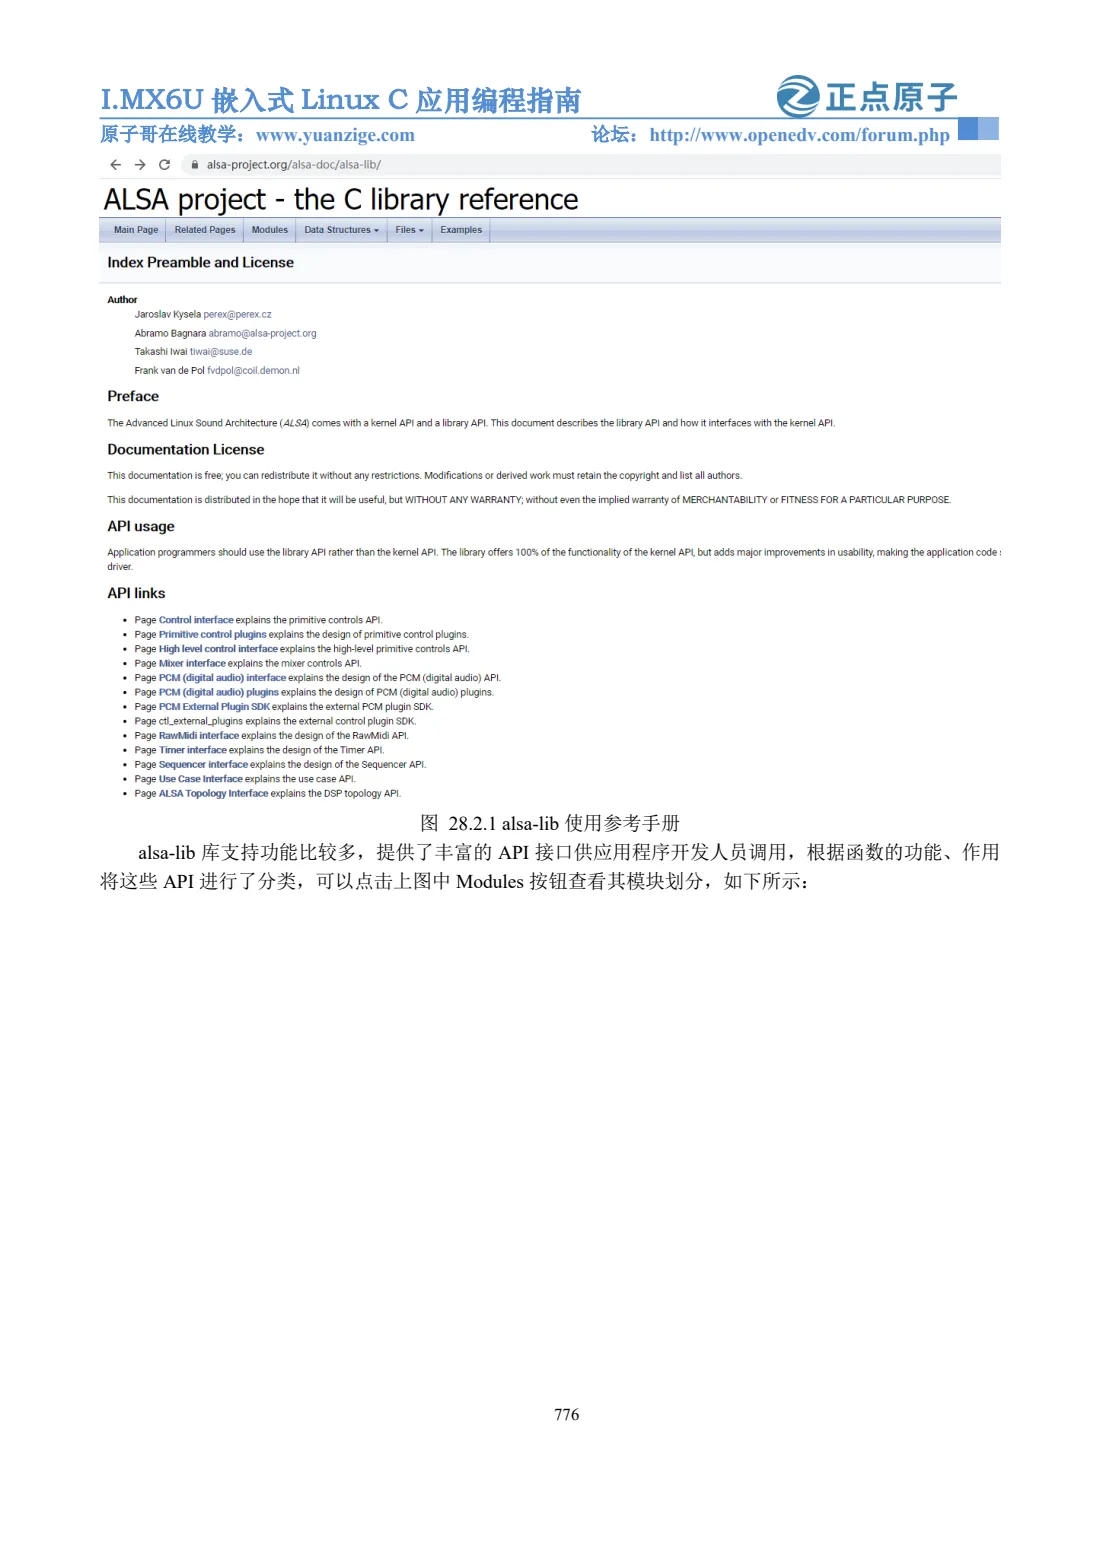 I.MX6U 嵌入式 Linux C 应用编程指南
正点原子
原子哥在线教学：www.yuanzige.com 论坛：http://www.openedv.com/forum.php
alsa-project.org/alsa-doc/alsa-lib/
ALSA project - the C library reference
Main Page Related Pages Modules Data Structures Files Examples
Index Preamble and License
Author
Jaroslav Kysela perex@perex.cz
Abramo Bagnara abramo@alsa-project.org
Takashi Iwai tiwai@suse.de
Frank van de Pol fvdpol@coil.demon.nl
Preface
The Advanced Linux Sound Architecture (ALSA) comes with a kernel API and a library API. This document describes the library API and how it interfaces with the kernel API.
Documentation License
This documentation is free; you can redistribute it without any restrictions. Modifications or derived work must retain the copyright and list all authors.
This documentation is distributed in the hope that it will be useful, but WITHOUT ANY WARRANTY; without even the implied warranty of MERCHANTABILITY or FITNESS FOR A PARTICULAR PURPOSE.
API usage
Application programmers should use the library API rather than the kernel API. The library offers 100% of the functionality of the kernel API, but adds major improvements in usability, making the application code
driver.
API links
• Page Control interface explains the primitive controls API.
• Page Primitive control plugins explains the design of primitive control plugins.
• Page High level control interface explains the high-level primitive controls API.
• Page Mixer interface explains the mixer controls API.
• Page PCM (digital audio) interface explains the design of the PCM (digital audio) API.
• Page PCM (digital audio) plugins explains the design of PCM (digital audio) plugins.
• Page PCM External Plugin SDK explains the external PCM plugin SDK.
• Page ctl_external_plugins explains the external control plugin SDK.
• Page RawMidi interface explains the design of the RawMidi API.
• Page Timer interface explains the design of the Timer API.
• Page Sequencer interface explains the design of the Sequencer API.
• Page Use Case Interface explains the use case API.
• Page ALSA Topology Interface explains the DSP topology API.
图 28.2.1 alsa-lib 使用参考手册
alsa-lib 库支持功能比较多，提供了丰富的 API 接口供应用程序开发人员调用，根据函数的功能、作用
将这些 API 进行了分类，可以点击上图中 Modules 按钮查看其模块划分，如下所示：
776